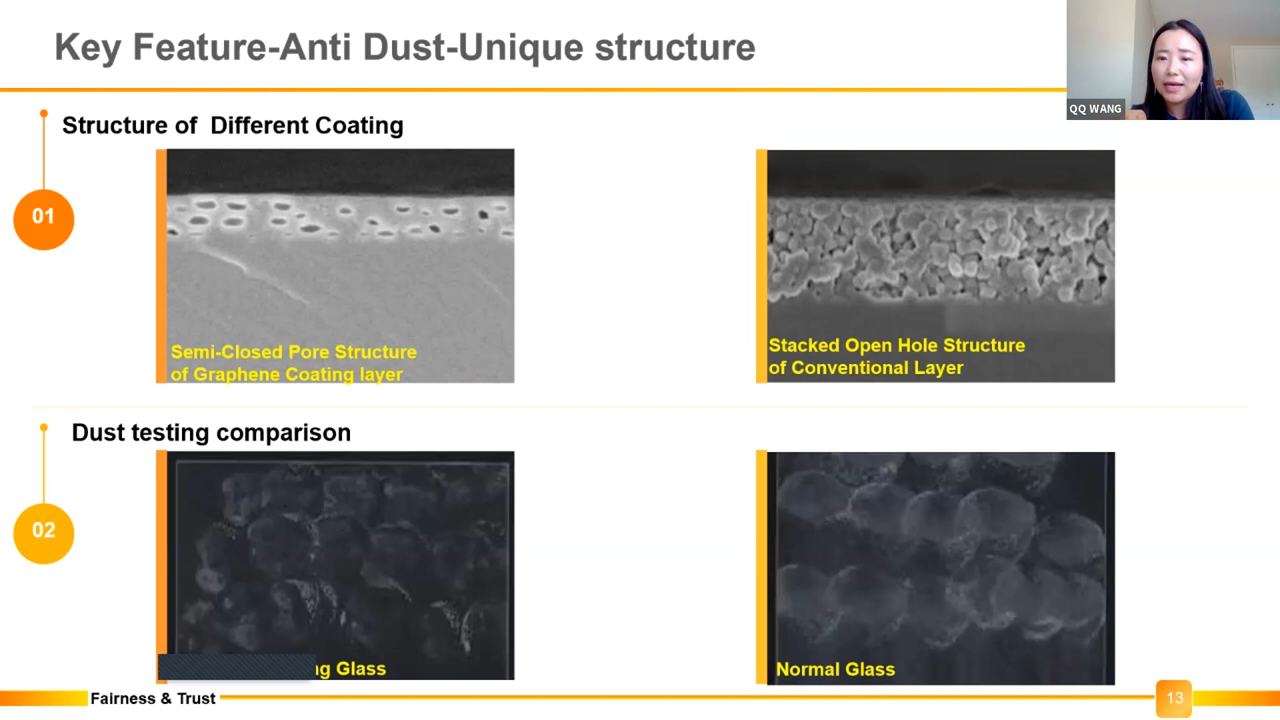 Key Feature-Anti Dust-Unique structure
QQ WANG
Structure of Different Coating
01
Semi-Closed Pore Structure
of Graphene Coating layer
Stacked Open Hole Structure
of Conventional Layer
Dust testing comparison
02
Glass
Normal Glass
Fairness & Trust
13